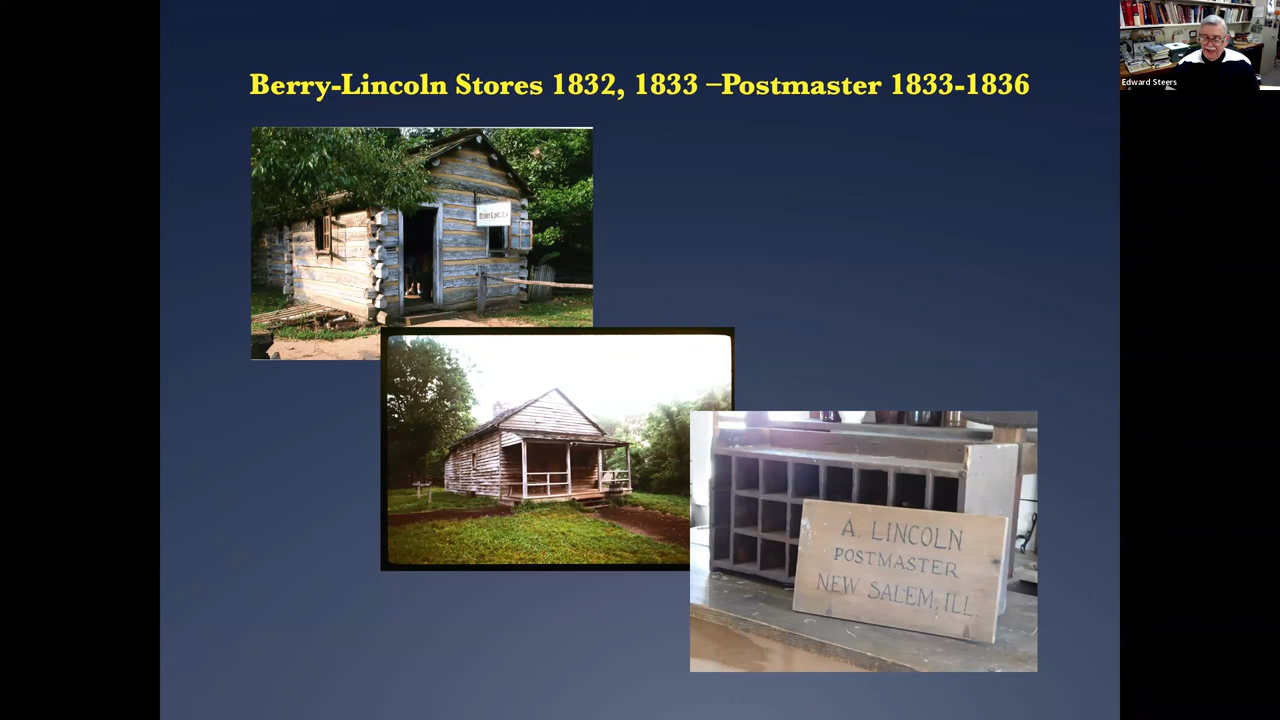 Berry-Lincoln Stores 1832, 1833 –Postmaster 1833-1836
Edward Steers
BERRY-LINCOLN
A. LINCOLN
POSTMASTER
NEW SALEM, ILL.